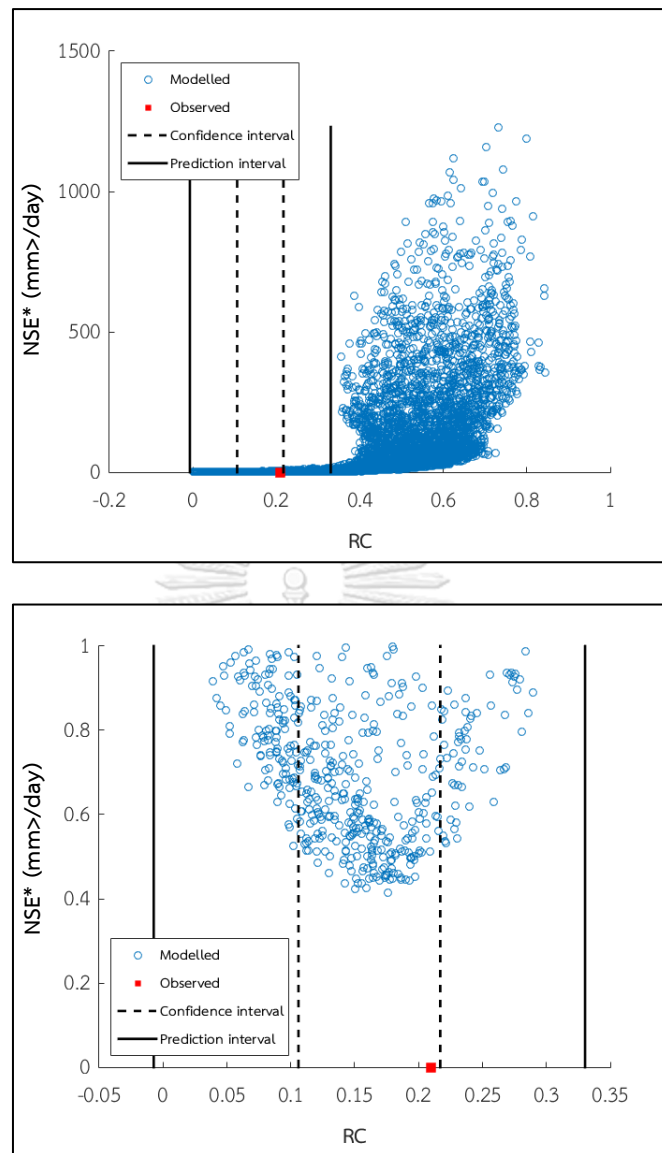 1500
Modelled
Observed
Confidence interval
Prediction interval
1000
NSE* (mm>/day)
500
0
-0.2
0
0.2
0.4
0.6
0.8
1
RC
1
0.8
NSE* (mm>/day)
0.6
0.4
Modelled
Observed
0.2
Confidence interval
Prediction interval
0
-0.05
0
0.05
0.1
0.15
0.2
0.25
0.3
0.35
RC